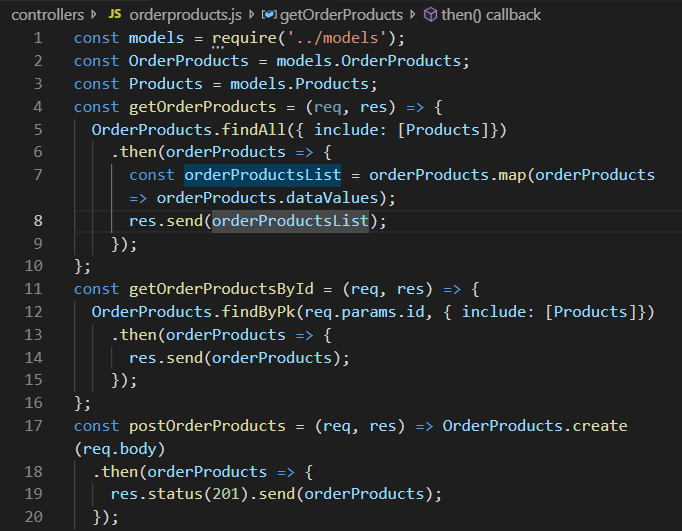 controllers > JS orderproducts.js > getOrderProducts > then() callback
1 const models = require('../models');
2 const OrderProducts = models.OrderProducts;
3 const Products = models.Products;
4 const getOrderProducts = (req, res) => {
5 OrderProducts.findAll({ include: [Products]})
6 .then(orderProducts => {
7 const orderProductsList = orderProducts.map(orderProducts
=> orderProducts.dataValues);
8 res.send(orderProductsList);
9 });
10 };
11 const getOrderProductsById = (req, res) => {
12 OrderProducts.findByPk(req.params.id, { include: [Products]})
13 .then(orderProducts => {
14 res.send(orderProducts);
15 });
16 };
17 const postOrderProducts = (req, res) => OrderProducts.create
(req.body)
18 .then(orderProducts => {
19 res.status(201).send(orderProducts);
20 });